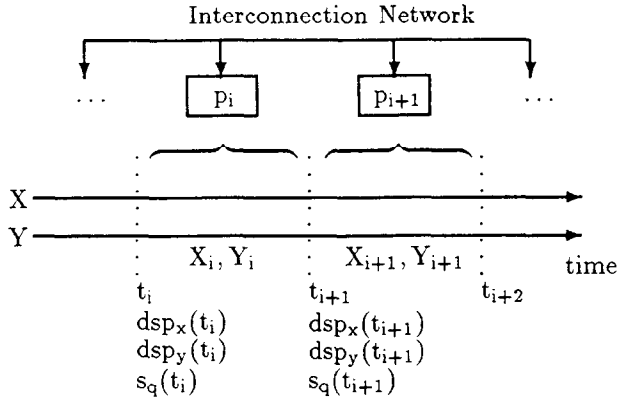 Interconnection Network
... p_i p_{i+1} ...
X
Y
X_i, Y_i X_{i+1}, Y_{i+1} time
t_i t_{i+1} t_{i+2}
dsp_x(t_i) dsp_x(t_{i+1})
dsp_y(t_i) dsp_y(t_{i+1})
s_q(t_i) s_q(t_{i+1})